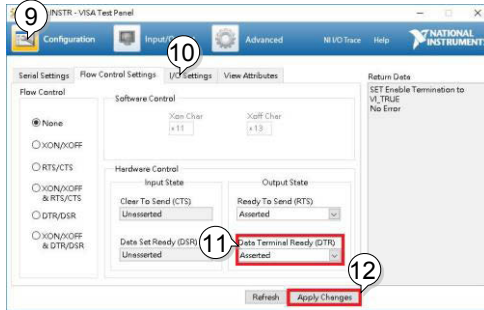 9
INSTR - VISA Test Panel
Configuration
Input/O
Advanced
NI I/O Trace
Help
NATIONAL
INSTRUMENTS
10
Serial Settings
Flow Control Settings
I/O Settings
View Attributes
Return Data
SET Enable Termination to
VI_TRUE
No Error
Flow Control
None
XON/XOFF
RTS/CTS
XON/XOFF
& RTS/CTS
DTR/DSR
XON/XOFF
& DTR/DSR
Software Control
Xon Char
x11
Xoff Char
x13
Hardware Control
Input State
Clear To Send (CTS)
Unasserted
Data Set Ready (DSR)
Unasserted
Output State
Ready To Send (RTS)
Asserted
11
Data Terminal Ready (DTR)
Asserted
12
Refresh
Apply Changes